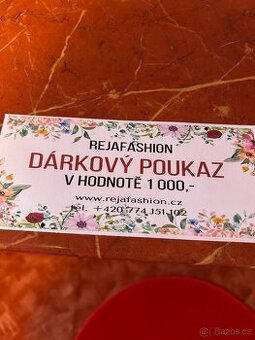 REJAFASHION
DÁRKOVÝ POUKAZ
V HODNOTĚ 1 000,-
www.rejafashion.cz
tel. +420 774 151 102
Bazos.cz